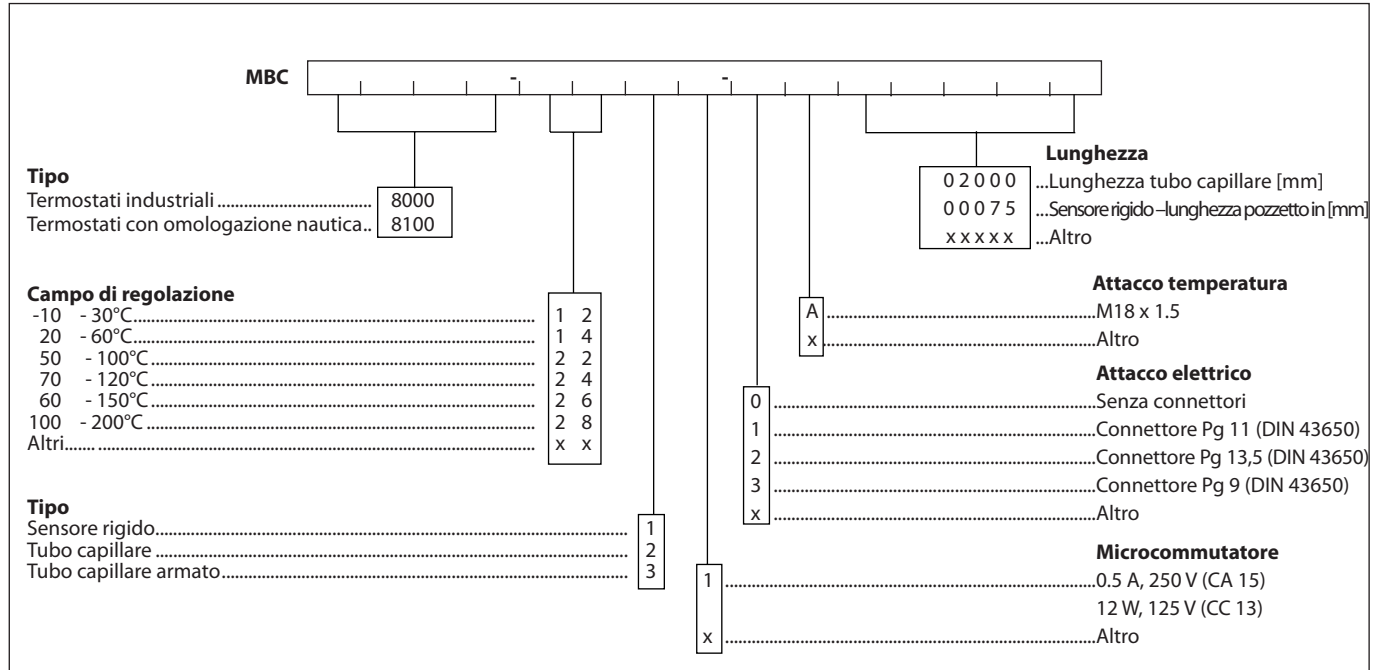 MBC - -
Tipo
Termostati industriali ................................... 8000
Termostati con omologazione nautica.. 8100
Campo di regolazione
-10 - 30°C ................................... 1 2
20 - 60°C ................................... 1 4
50 - 100°C ................................... 2 2
70 - 120°C ................................... 2 4
60 - 150°C ................................... 2 6
100 - 200°C ................................... 2 8
Altri....... ................................... x x
Tipo
Sensore rigido ................................... 1
Tubo capillare ................................... 2
Tubo capillare armato ................................... 3
Lunghezza
0 2 0 0 0 ...Lunghezza tubo capillare [mm]
0 0 0 7 5 ...Sensore rigido –lunghezza pozzetto in [mm]
x x x x x ...Altro
Attacco temperatura
A ...................................M18 x 1.5
x ...................................Altro
Attacco elettrico
0 ...................................Senza connettori
1 ...................................Connettore Pg 11 (DIN 43650)
2 ...................................Connettore Pg 13,5 (DIN 43650)
3 ...................................Connettore Pg 9 (DIN 43650)
x ...................................Altro
Microcommutatore
1 ...................................0.5 A, 250 V (CA 15)
12 W, 125 V (CC 13)
x ...................................Altro